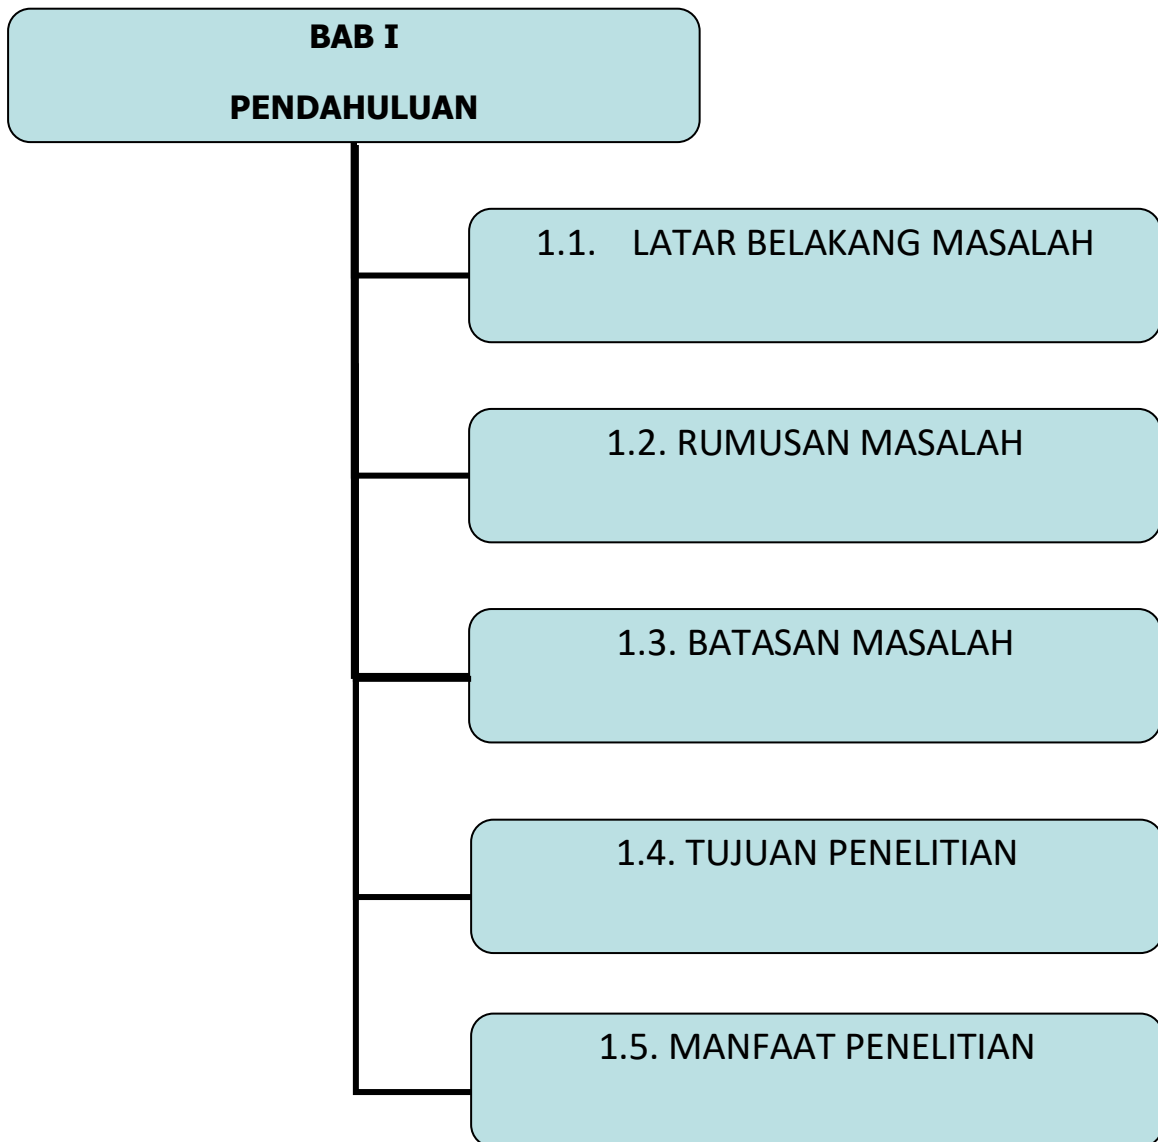 BAB I
PENDAHULUAN
1.1. LATAR BELAKANG MASALAH
1.2. RUMUSAN MASALAH
1.3. BATASAN MASALAH
1.4. TUJUAN PENELITIAN
1.5. MANFAAT PENELITIAN